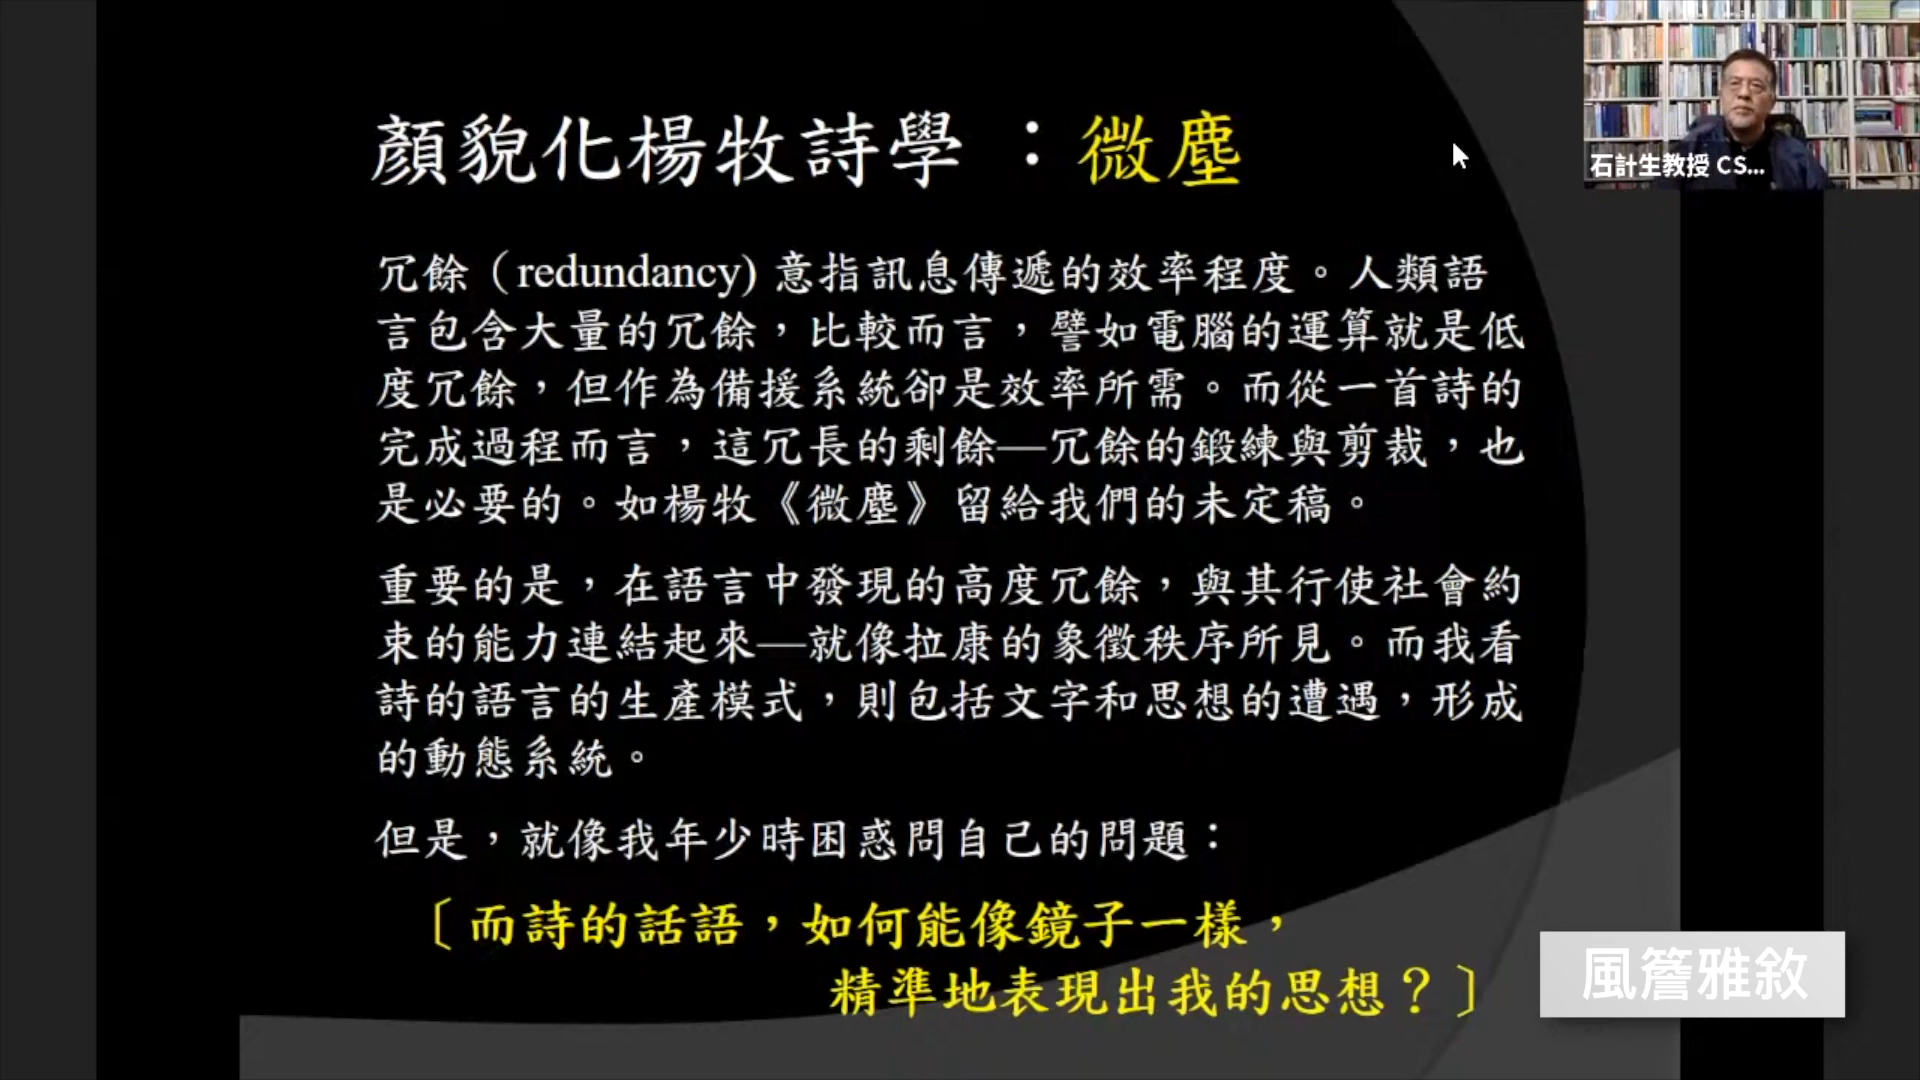 顏貌化楊牧詩學：微塵
石計生教授 CS...
冗餘（redundancy) 意指訊息傳遞的效率程度。人類語
言包含大量的冗餘，比較而言，譬如電腦的運算就是低
度冗餘，但作為備援系統卻是效率所需。而從一首詩的
完成過程而言，這冗長的剩餘—冗餘的鍛練與剪裁，也
是必要的。如楊牧《微塵》留給我們的未定稿。
重要的是，在語言中發現的高度冗餘，與其行使社會約
束的能力連結起來—就像拉康的象徵秩序所見。而我看
詩的語言的生產模式，則包括文字和思想的遭遇，形成
的動態系統。
但是，就像我年少時困惑問自己的問題：
〔而詩的話語，如何能像鏡子一樣，
精準地表現出我的思想？〕
風簷雅敘